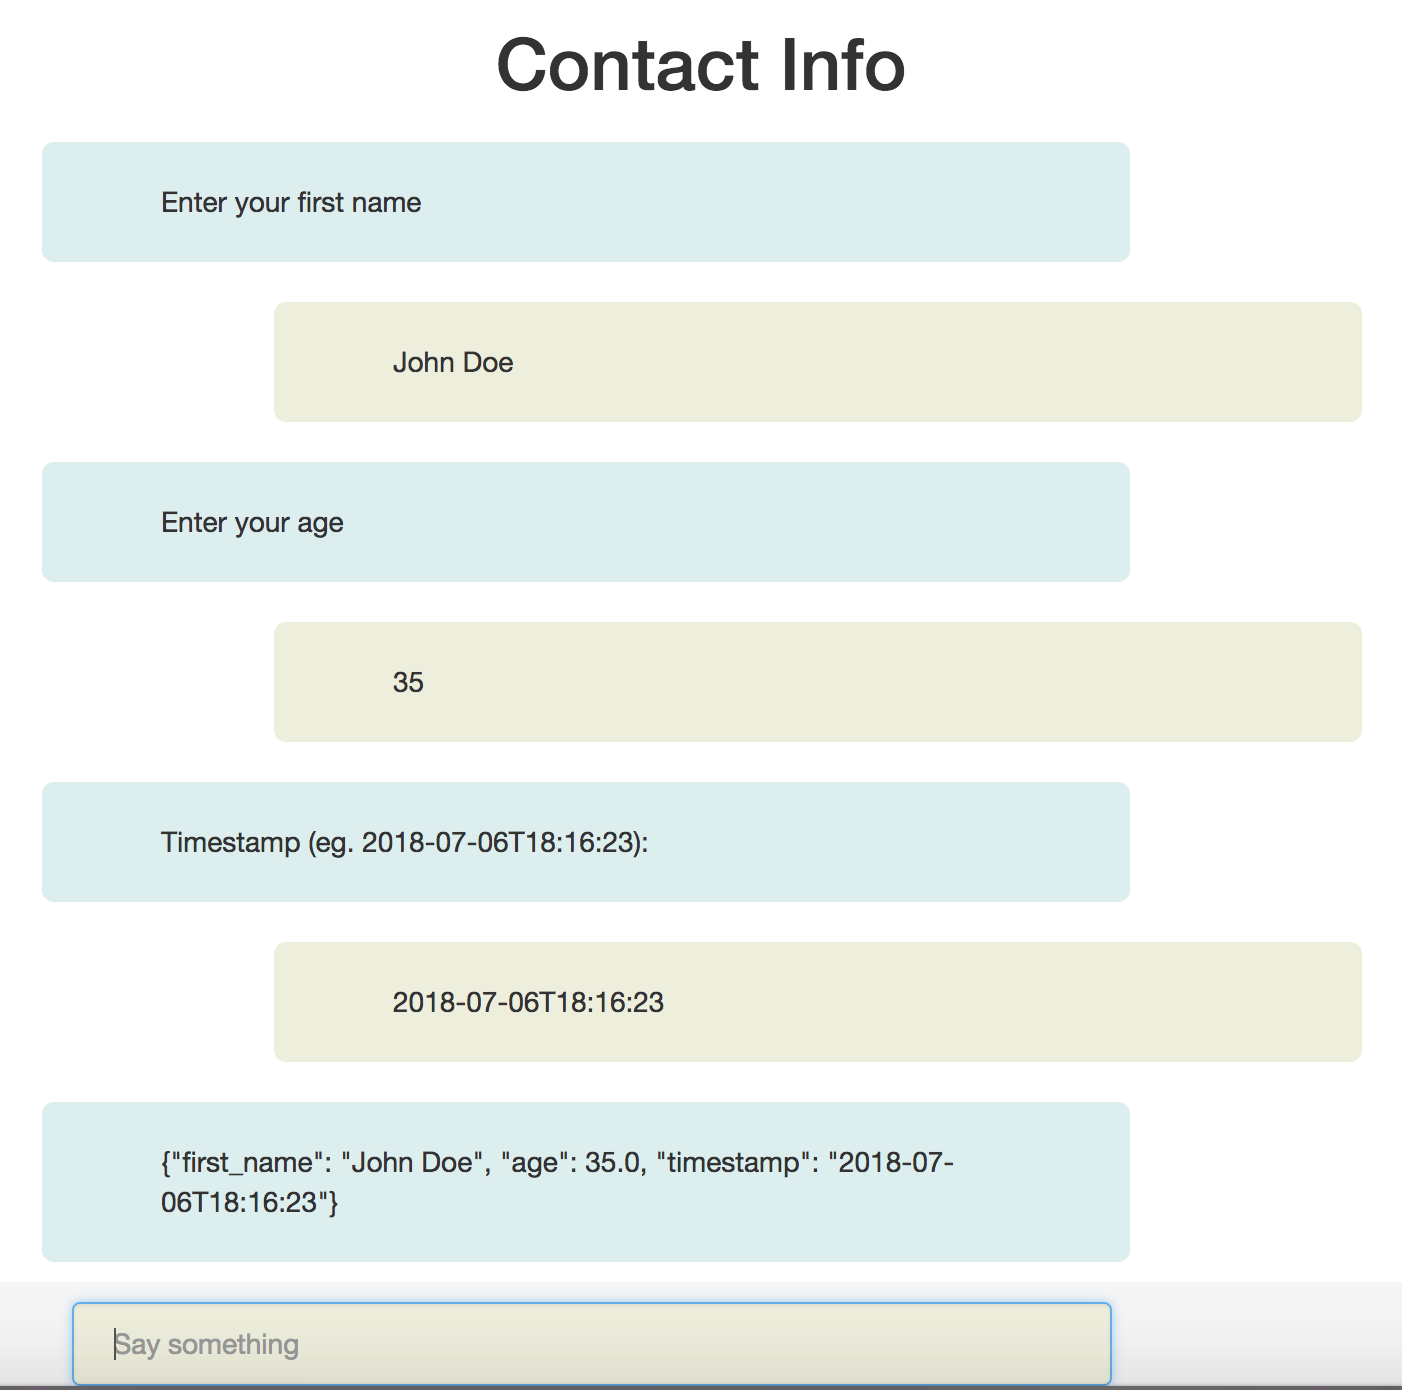 Contact Info
Enter your first name
John Doe
Enter your age
35
Timestamp (eg. 2018-07-06T18:16:23):
2018-07-06T18:16:23
{"first_name": "John Doe", "age": 35.0, "timestamp": "2018-07-
06T18:16:23"}
Say something